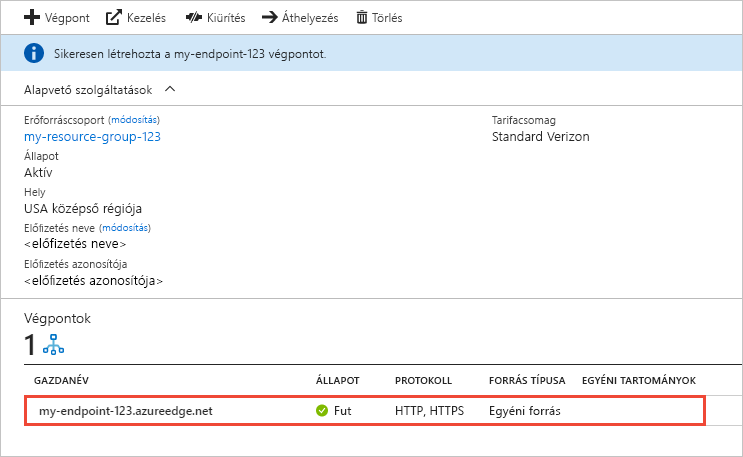 Végpont Kezelés Kiürítés Áthelyezés Törlés
Sikeresen létrehozta a my-endpoint-123 végpontot.
Alapvető szolgáltatások
Erőforráscsoport (módosítás)
my-resource-group-123
Tarifacsomag
Standard Verizon
Állapot
Aktív
Hely
USA középső régiója
Előfizetés neve (módosítás)
<előfizetés neve>
Előfizetés azonosítója
<előfizetés azonosítója>
Végpontok
1
GAZDANÉV ÁLLAPOT PROTOKOLL FORRÁS TÍPUSA EGYÉNI TARTOMÁNYOK
my-endpoint-123.azureedge.net Fut HTTP, HTTPS Egyéni forrás